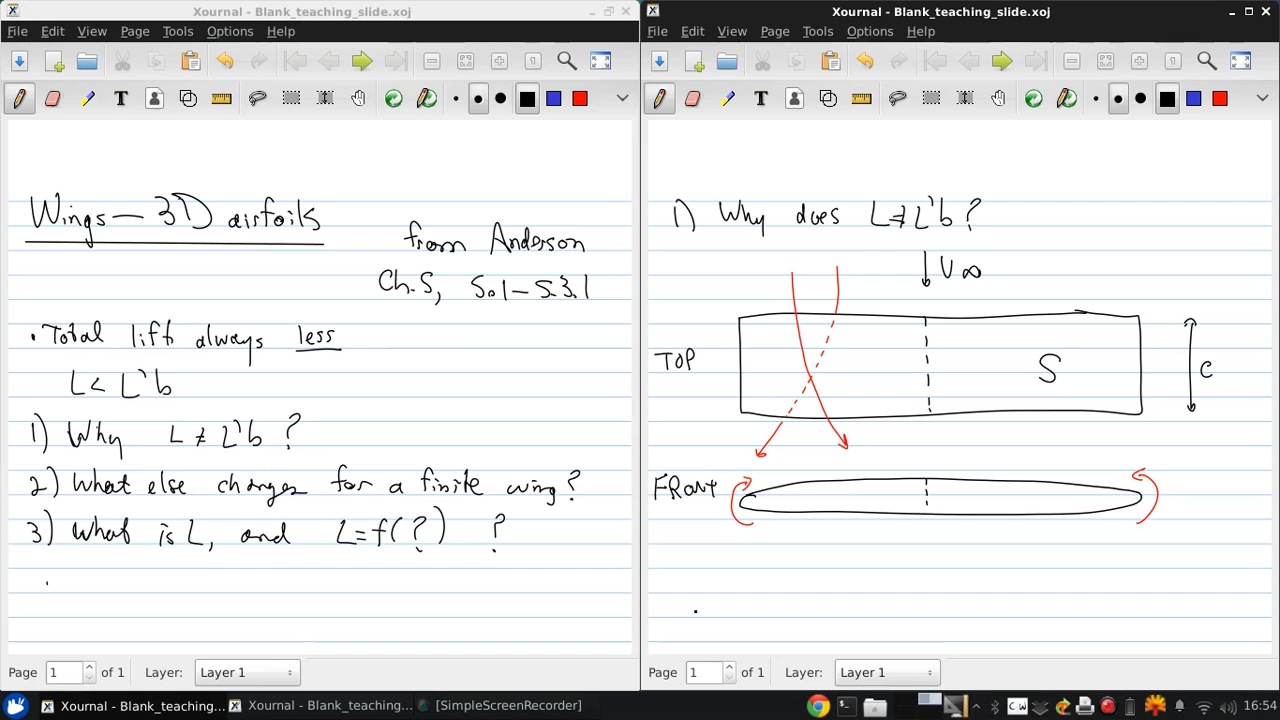 Xournal - Blank_teaching_slide.xoj
File Edit View Page Tools Options Help
Page 1 of 1 Layer: Layer 1
Wings— 3D airfoils
from Anderson
Ch.5, 5.1 – 5.3.1
• Total lift always less
L < L'b
1) Why L ≠ L'b ?
2) What else changes for a finite wing?
3) What is L, and L=f(?) ?
Xournal - Blank_teaching_slide.xoj
File Edit View Page Tools Options Help
1) Why does L≠L'b ?
V∞
TOP S c
FRONT
Page 1 of 1 Layer: Layer 1
Xournal - Blank_teaching_... Xournal - Blank_teaching_... [SimpleScreenRecorder] CW 16:54